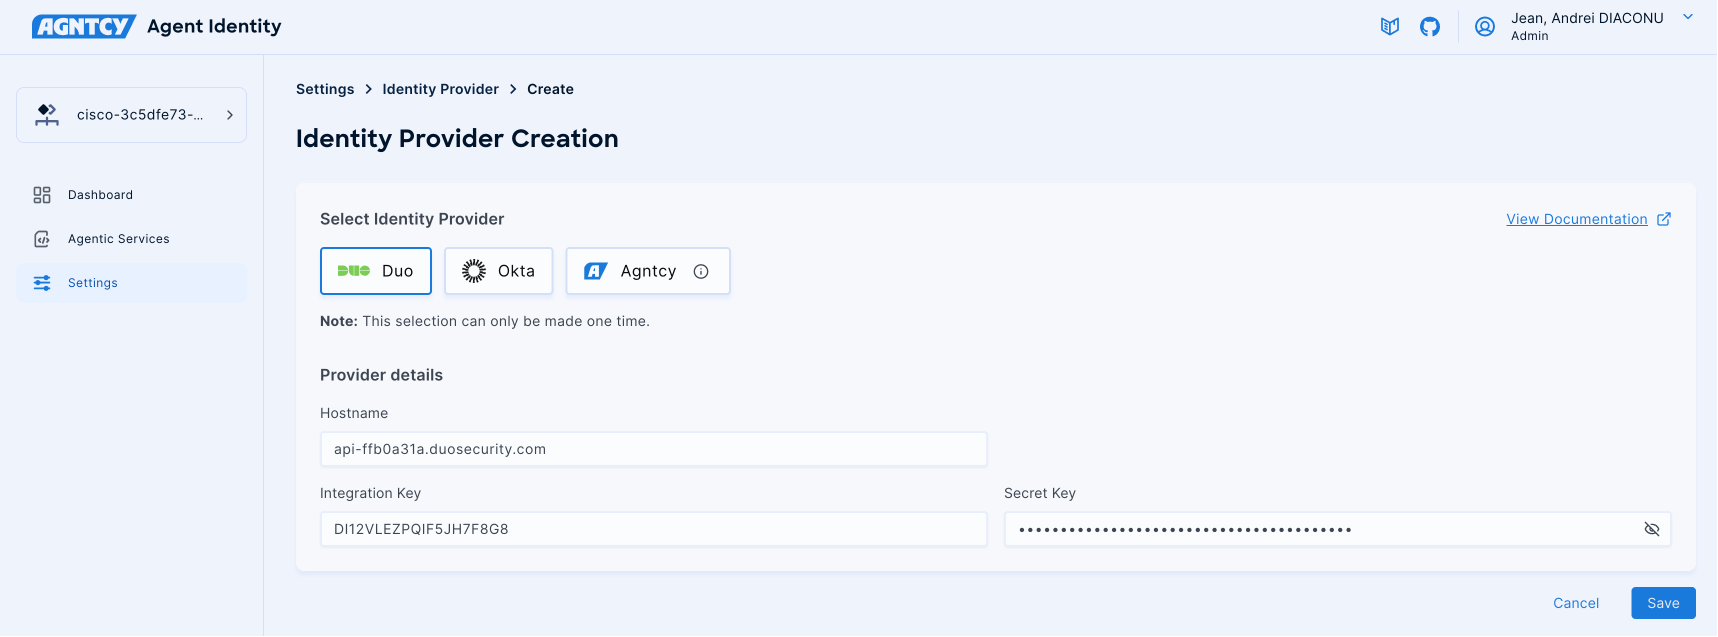 AGNTCY Agent Identity
Jean, Andrei DIACONU
Admin
cisco-3c5dfe73-...
Dashboard
Agentic Services
Settings
Settings > Identity Provider > Create
Identity Provider Creation
Select Identity Provider
View Documentation
Duo Duo
Okta
Agntcy
Note: This selection can only be made one time.
Provider details
Hostname
api-ffb0a31a.duosecurity.com
Integration Key
Secret Key
DI12VLEZPQIF5JH7F8G8
••••••••••••••••••••••••••••••••••••••••
Cancel
Save